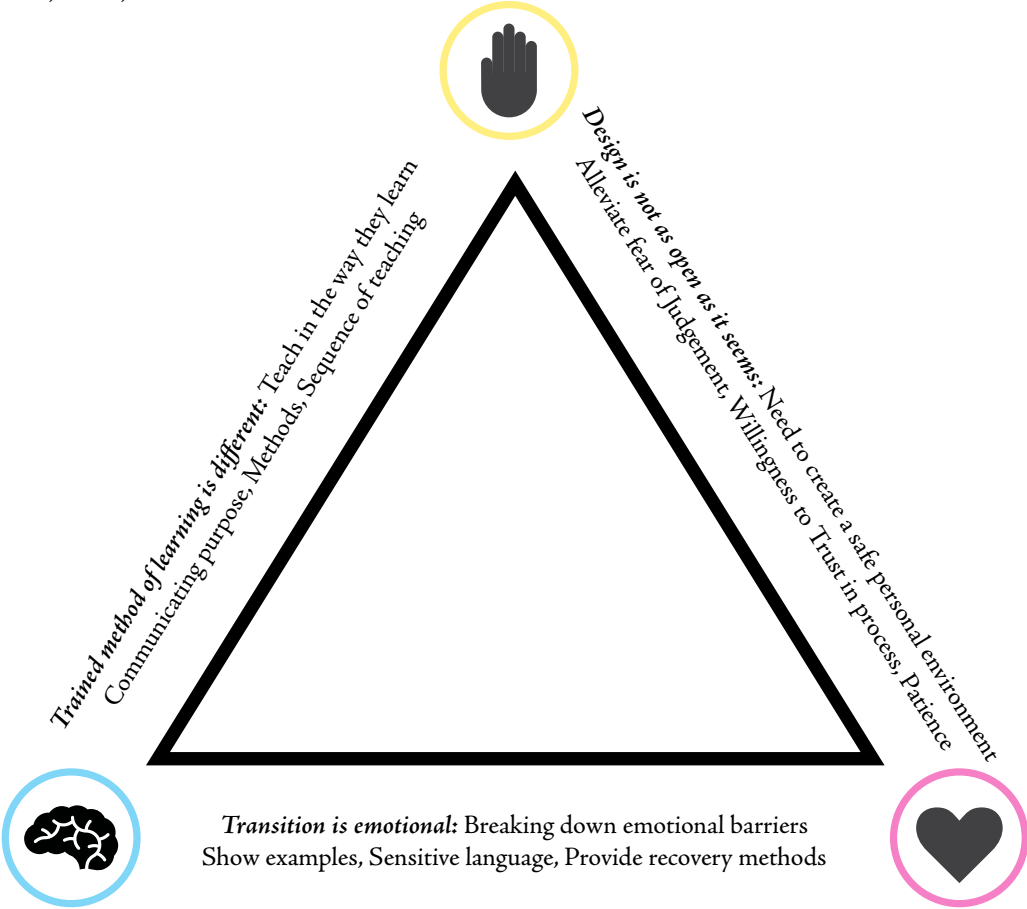 Trained method of learning is different: Teach in the way they learn
Communicating purpose, Methods, Sequence of teaching
Design is not as open as it seems: Need to create a safe personal environment
Alleviate fear of Judgement, Willingness to Trust in process, Patience
Transition is emotional: Breaking down emotional barriers
Show examples, Sensitive language, Provide recovery methods